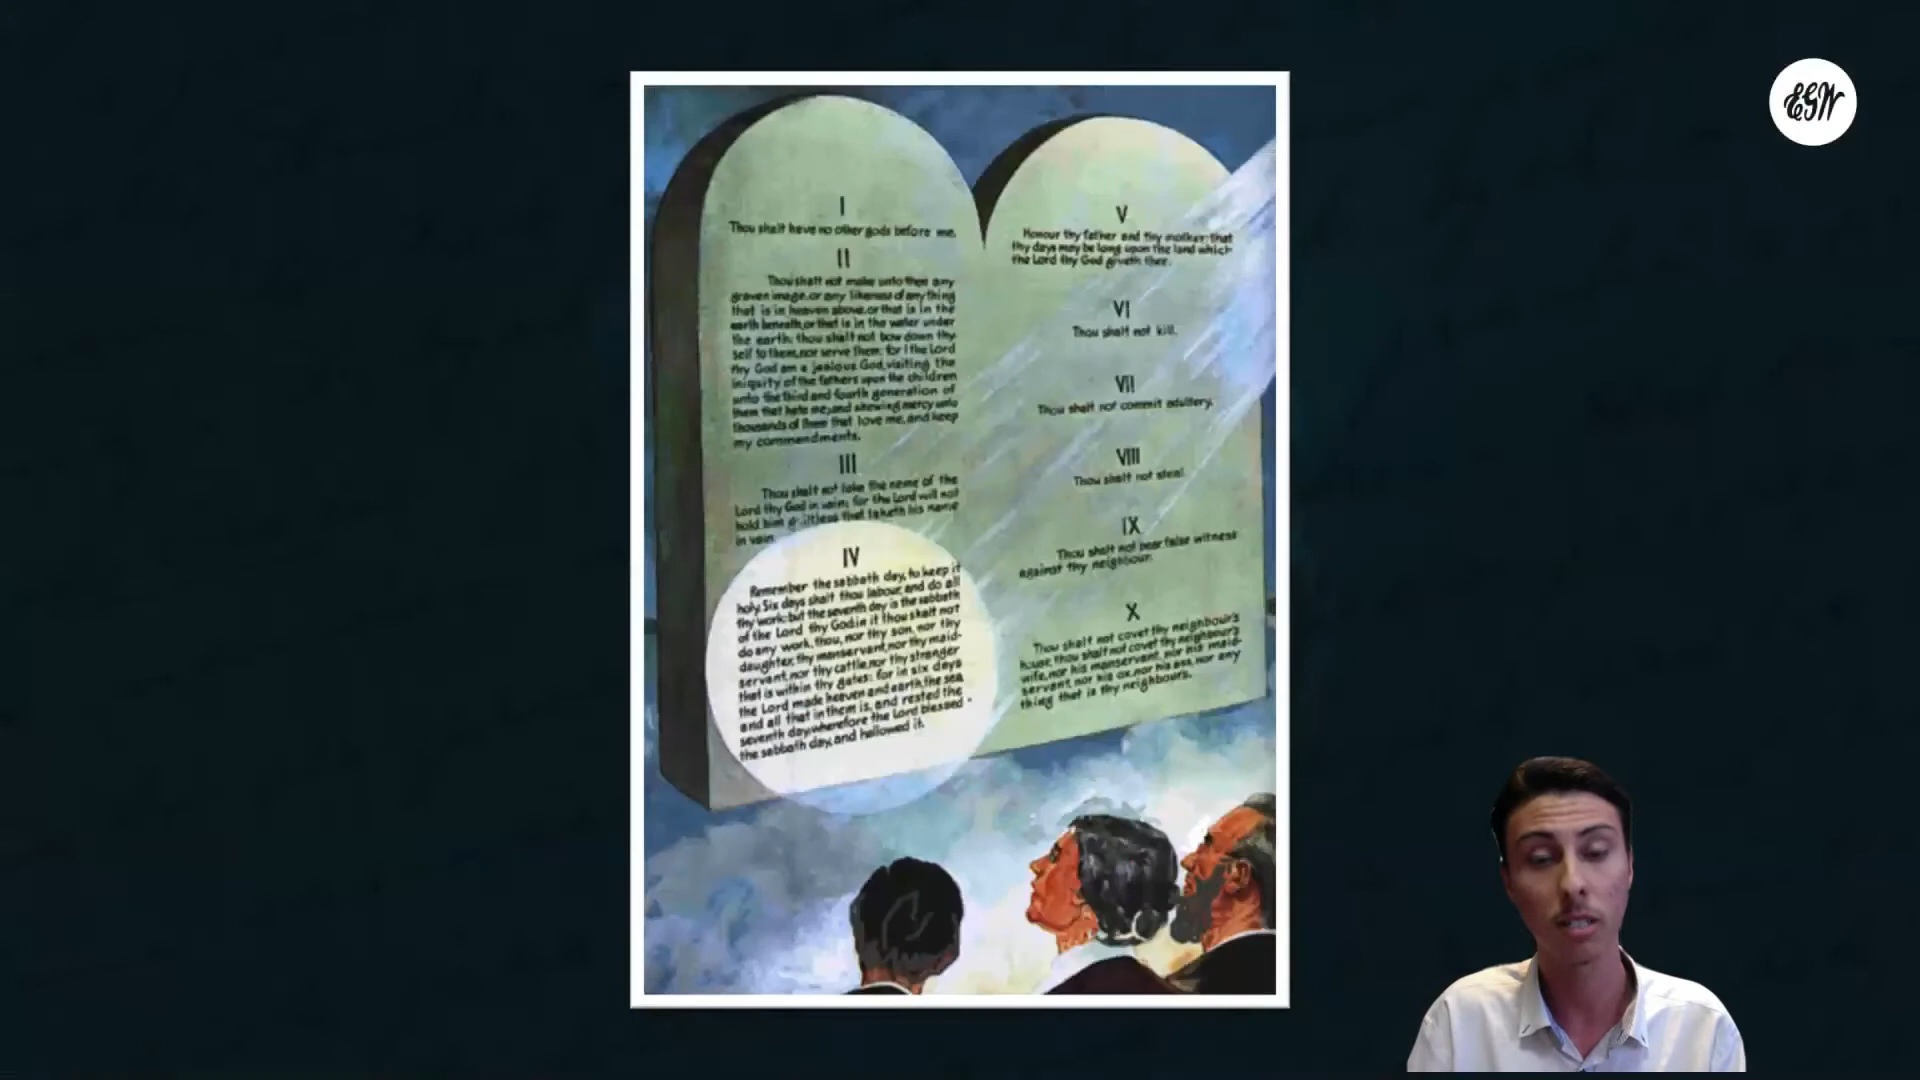 I
Thou shalt have no other gods before me.
II
Thou shalt not make unto thee any
graven image, or any likeness of any thing
that is in heaven above, or that is in the
earth beneath, or that is in the water under
the earth: thou shalt not bow down thy-
self to them, nor serve them: for I the Lord
thy God am a jealous God, visiting the
iniquity of the fathers upon the children
unto the third and fourth generation of
them that hate me; and shewing mercy unto
thousands of them that love me, and keep
my commandments.
III
Thou shalt not take the name of the
Lord thy God in vain; for the Lord will not
hold him guiltless that taketh his name
in vain.
IV
Remember the sabbath day, to keep it
holy. Six days shalt thou labour, and do all
thy work: but the seventh day is the sabbath
of the Lord thy God: in it thou shalt not
do any work, thou, nor thy son, nor thy
daughter, thy manservant, nor thy maid-
servant, nor thy cattle, nor thy stranger
that is within thy gates: for in six days
the Lord made heaven and earth, the sea
and all that in them is, and rested the
seventh day: wherefore the Lord blessed
the sabbath day, and hallowed it.
V
Honour thy father and thy mother: that
thy days may be long upon the land which
the Lord thy God giveth thee.
VI
Thou shalt not kill.
VII
Thou shalt not commit adultery.
VIII
Thou shalt not steal.
IX
Thou shalt not bear false witness
against thy neighbour.
X
Thou shalt not covet thy neighbour's
house, thou shalt not covet thy neighbour's
wife, nor his manservant, nor his maid-
servant, nor his ox, nor his ass, nor any
thing that is thy neighbour's.
EGW